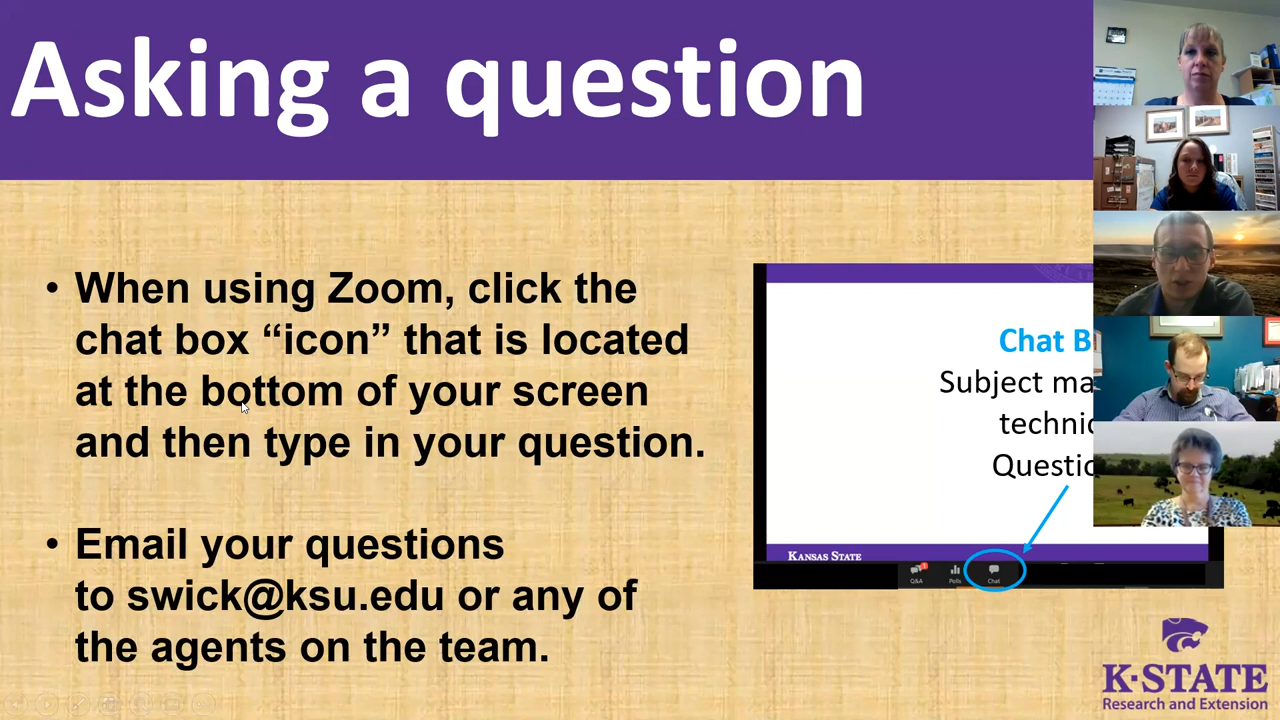 Asking a question
• When using Zoom, click the
chat box “icon” that is located
at the bottom of your screen
and then type in your question.
• Email your questions
to swick@ksu.edu or any of
the agents on the team.
Chat B
Subject ma
technic
Questio
KANSAS STATE
Q&A
Polls
Chat
K-STATE
Research and Extension